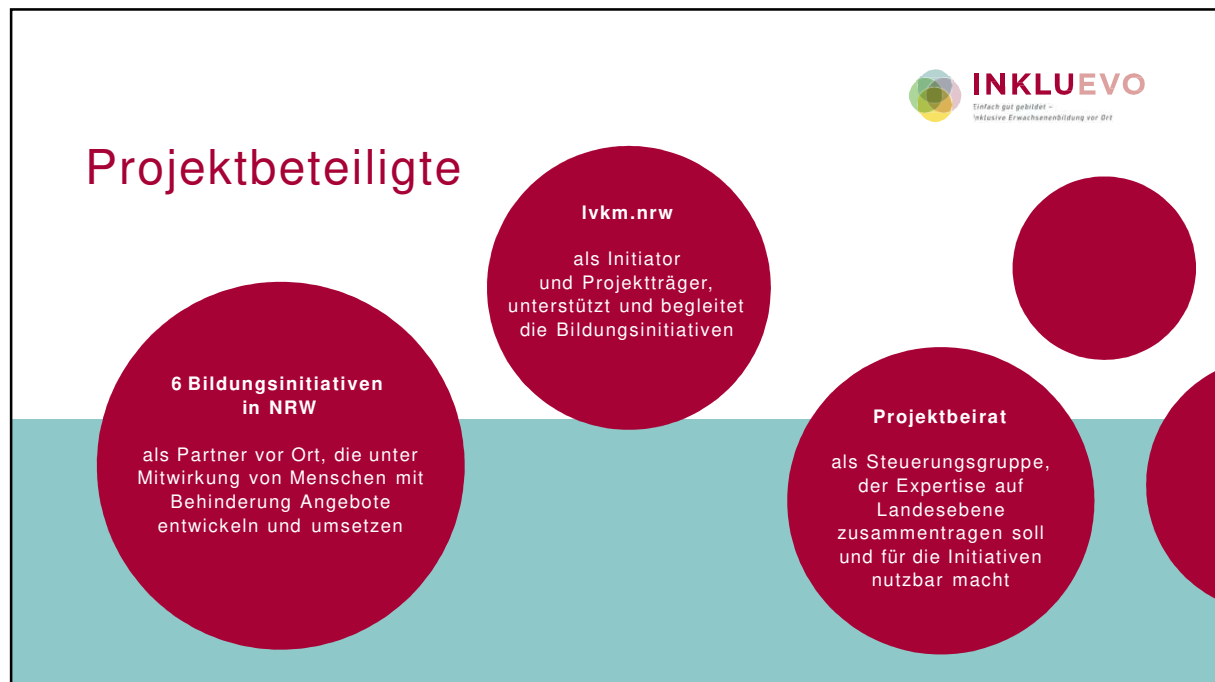 INKLUEVO
Einfach gut gebildet –
Inklusive Erwachsenenbildung vor Ort
Projektbeteiligte
lvkm.nrw
als Initiator
und Projektträger,
unterstützt und begleitet
die Bildungsinitiativen
6 Bildungsinitiativen
in NRW
als Partner vor Ort, die unter
Mitwirkung von Menschen mit
Behinderung Angebote
entwickeln und umsetzen
Projektbeirat
als Steuerungsgruppe,
der Expertise auf
Landesebene
zusammentragen soll
und für die Initiativen
nutzbar macht